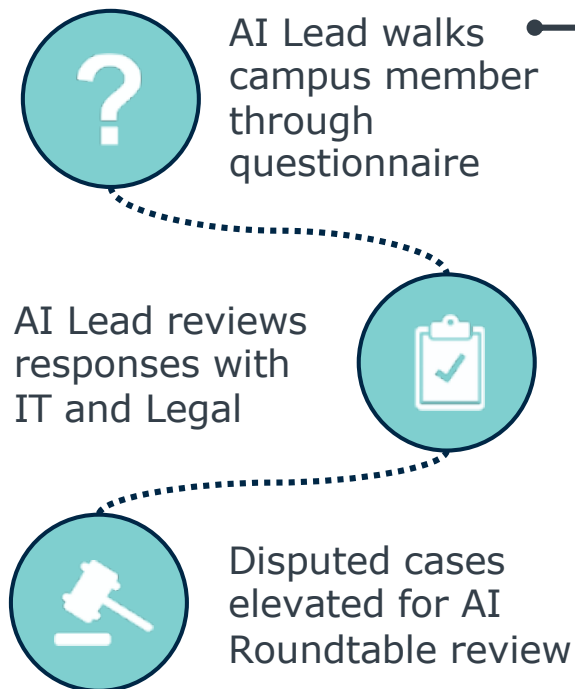 AI Lead walks
campus member
through
questionnaire
AI Lead reviews
responses with
IT and Legal
Disputed cases
elevated for AI
Roundtable review